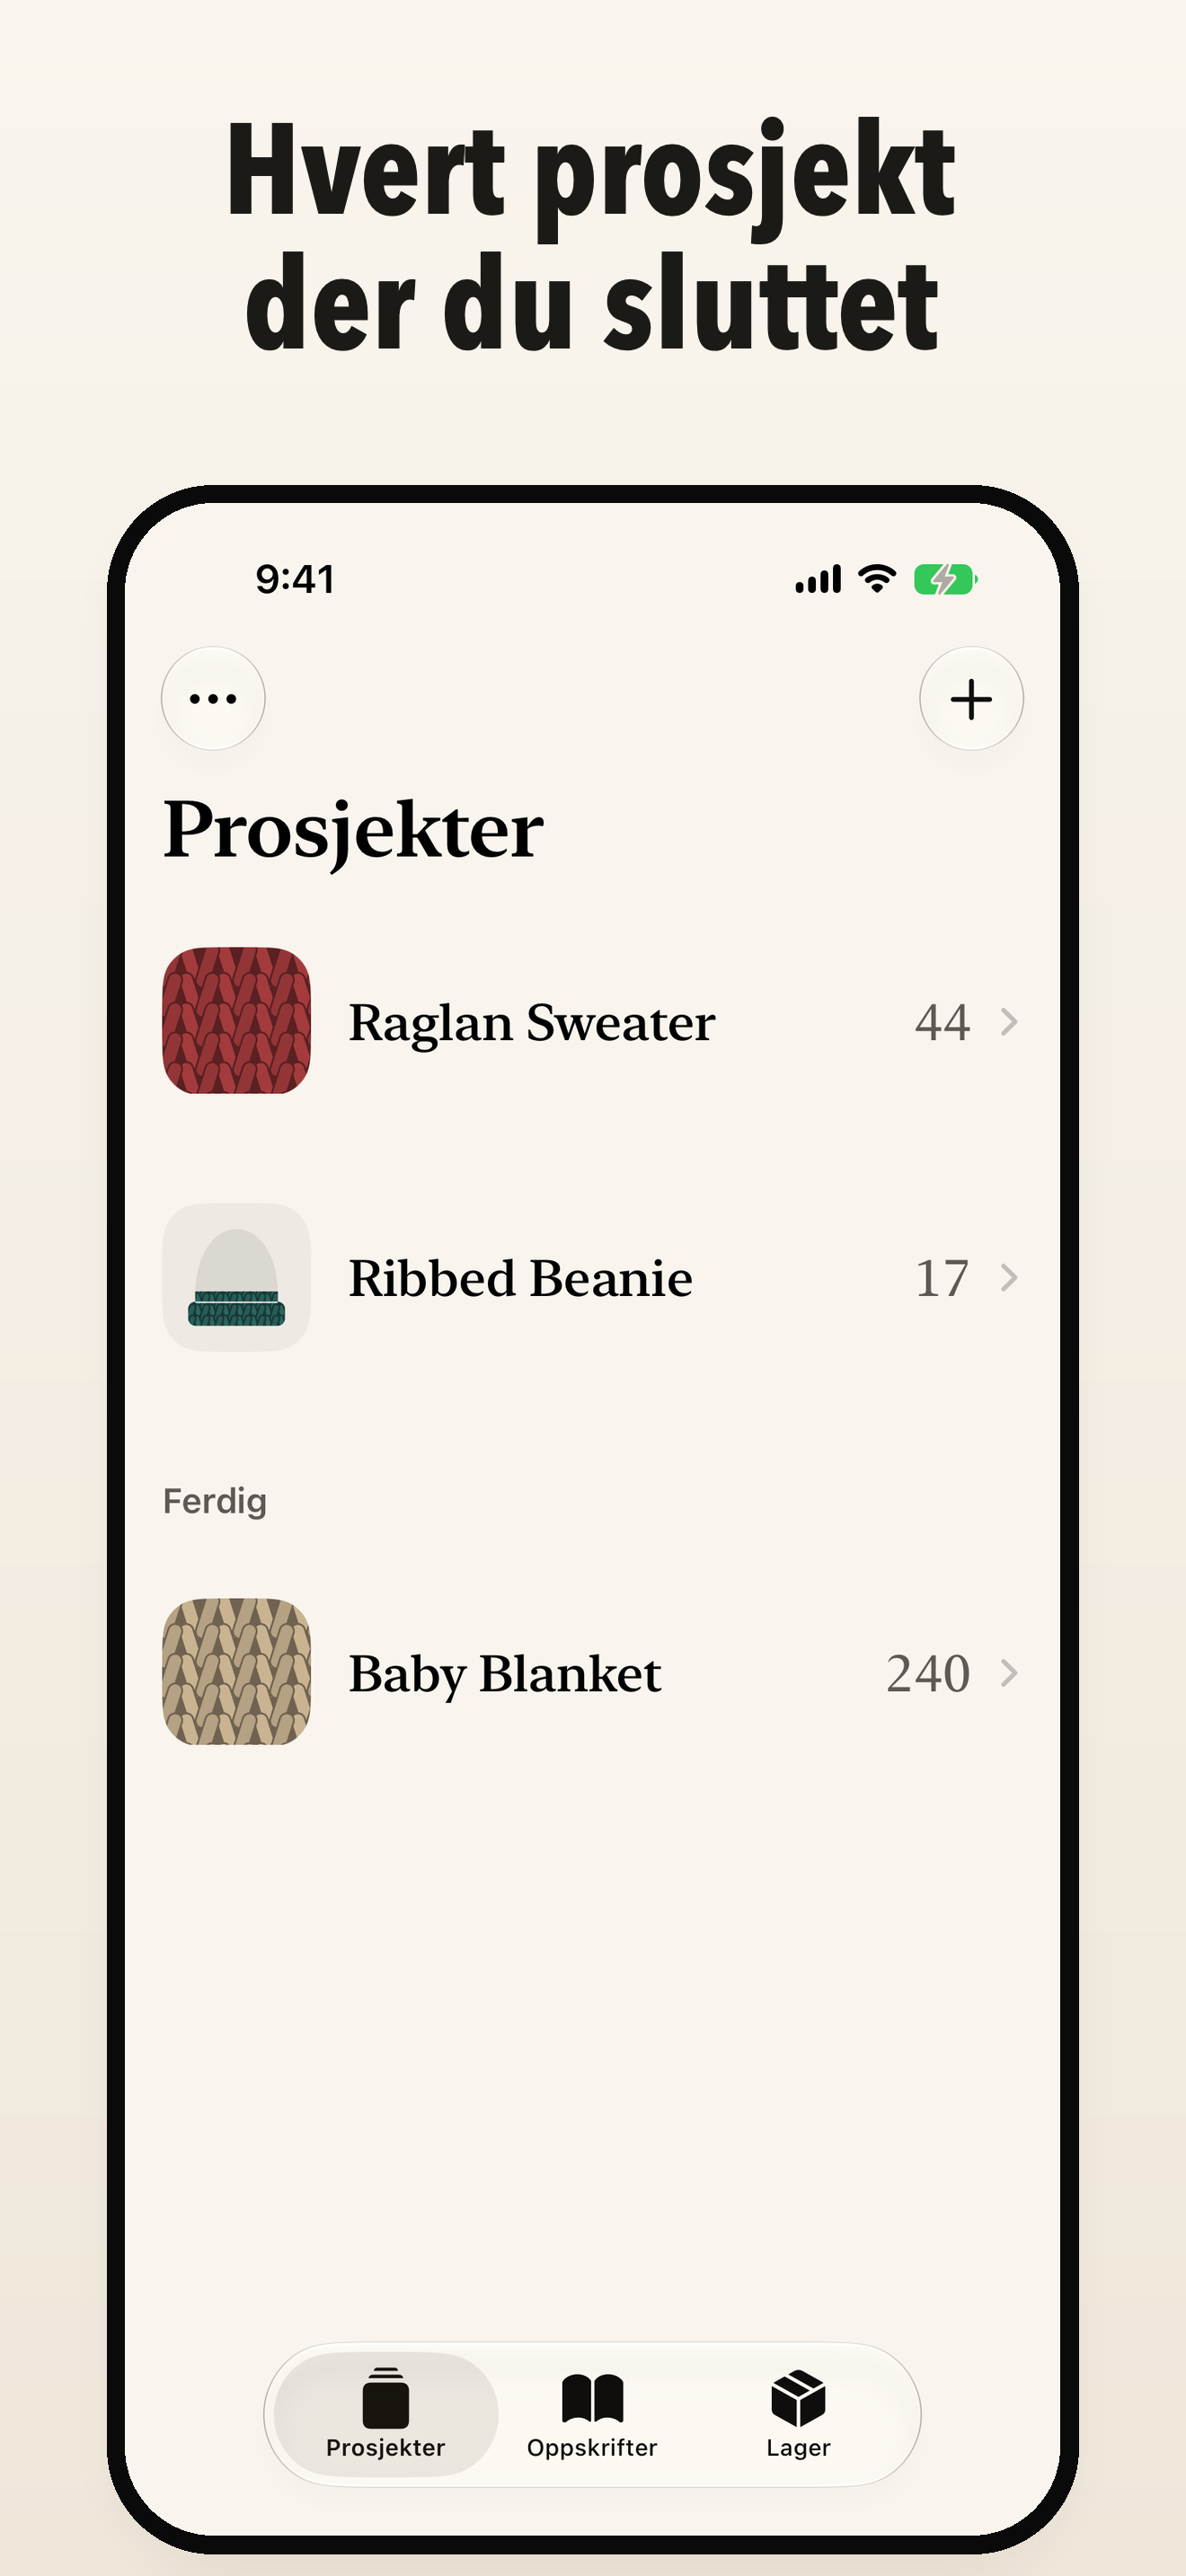 Hvert prosjekt
der du sluttet
9:41
Prosjekter
Raglan Sweater 44
Ribbed Beanie 17
Ferdig
Baby Blanket 240
Prosjekter Oppskrifter Lager